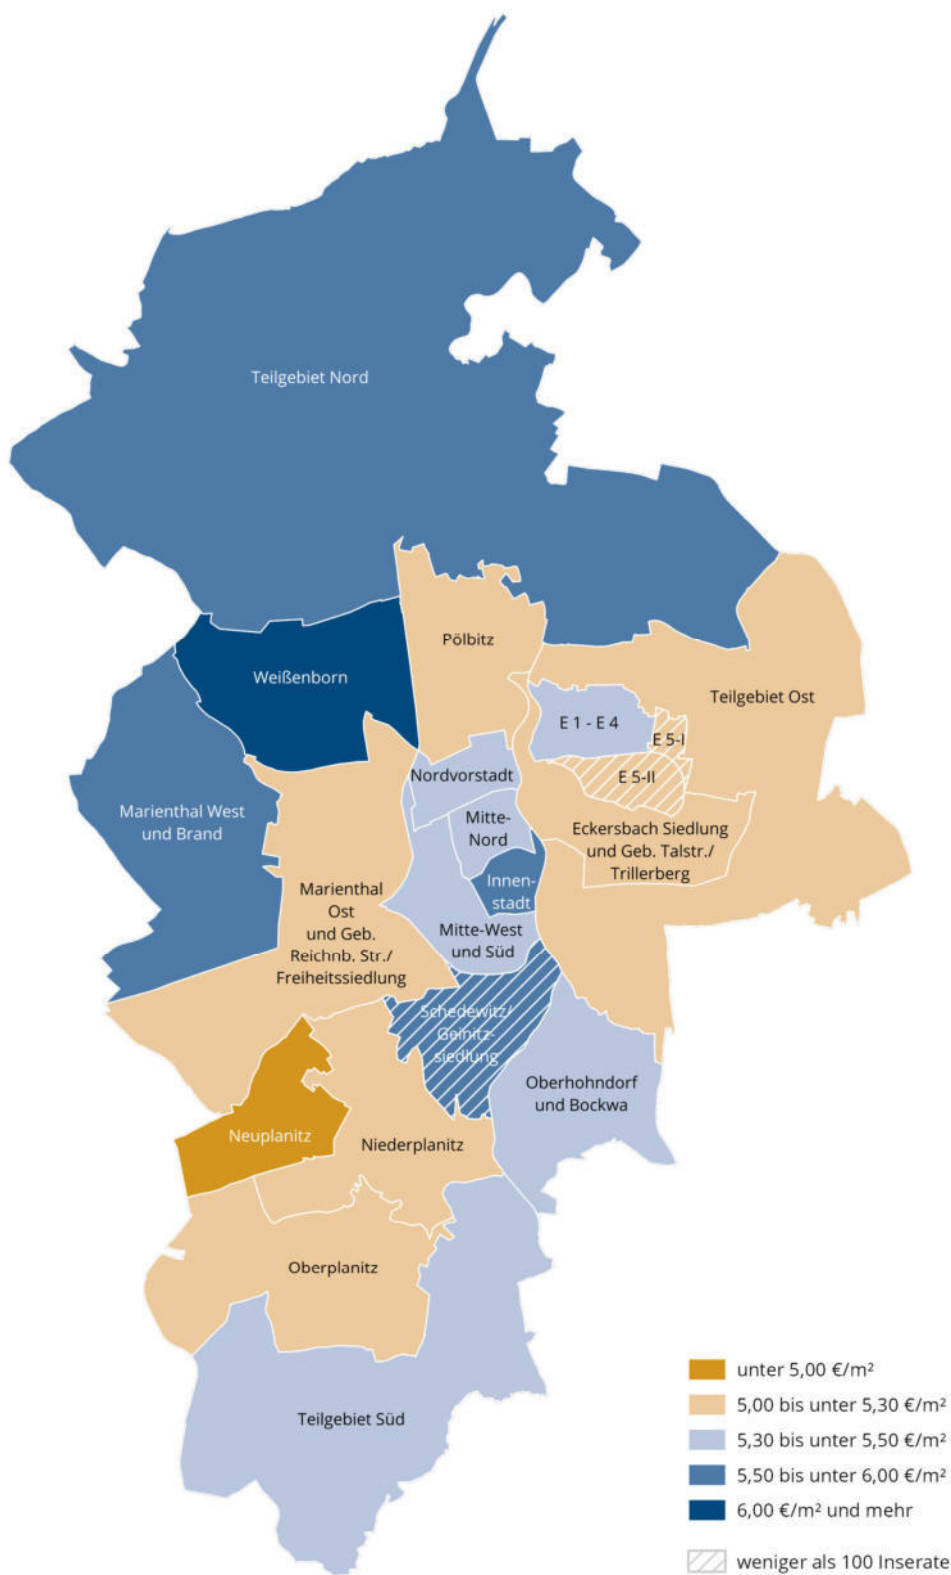 Teilgebiet Nord
Pölbitz
Weißenborn
Teilgebiet Ost
E 1 - E 4
E 5-I
Nordvorstadt
E 5-II
Marienthal West
und Brand
Mitte-
Nord
Eckersbach Siedlung
und Geb. Talstr./
Trillerberg
Innen-
stadt
Marienthal
Ost
und Geb.
Reichnb. Str./
Freiheitssiedlung
Mitte-West
und Süd
Schedewitz/
Geinitz-
siedlung
Oberhohndorf
und Bockwa
Neuplanitz
Niederplanitz
Oberplanitz
Teilgebiet Süd
unter 5,00 €/m²
5,00 bis unter 5,30 €/m²
5,30 bis unter 5,50 €/m²
5,50 bis unter 6,00 €/m²
6,00 €/m² und mehr
weniger als 100 Inserate